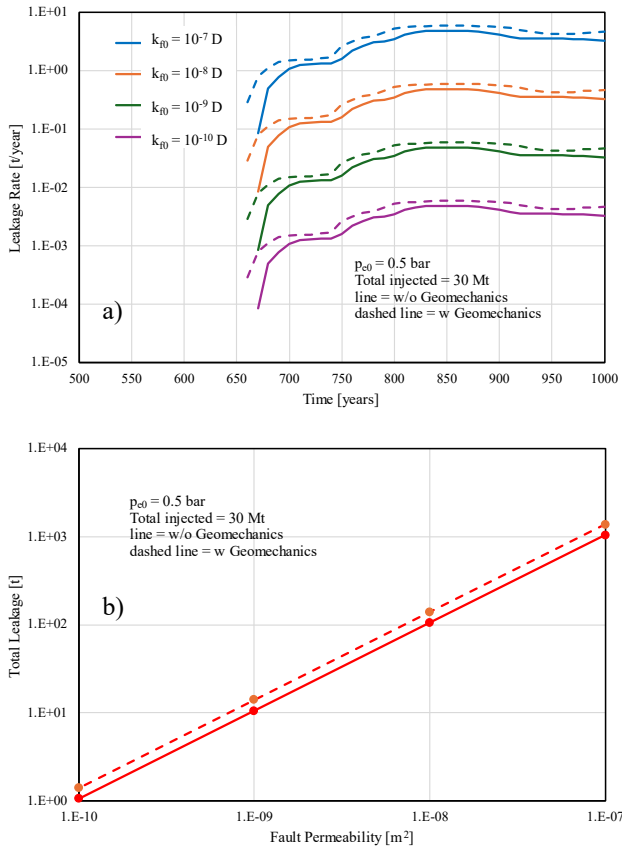 1.E+01
1.E+00
1.E-01
1.E-02
1.E-03
1.E-04
1.E-05
Leakage Rate [t/year]
k_f0 = 10^-7 D
k_f0 = 10^-8 D
k_f0 = 10^-9 D
k_f0 = 10^-10 D
p_e0 = 0.5 bar
Total injected = 30 Mt
line = w/o Geomechanics
dashed line = w Geomechanics
a)
500 550 600 650 700 750 800 850 900 950 1000
Time [years]
1.E+04
1.E+03
1.E+02
1.E+01
1.E+00
Total Leakage [t]
p_e0 = 0.5 bar
Total injected = 30 Mt
line = w/o Geomechanics
dashed line = w Geomechanics
b)
1.E-10 1.E-09 1.E-08 1.E-07
Fault Permeability [m²]